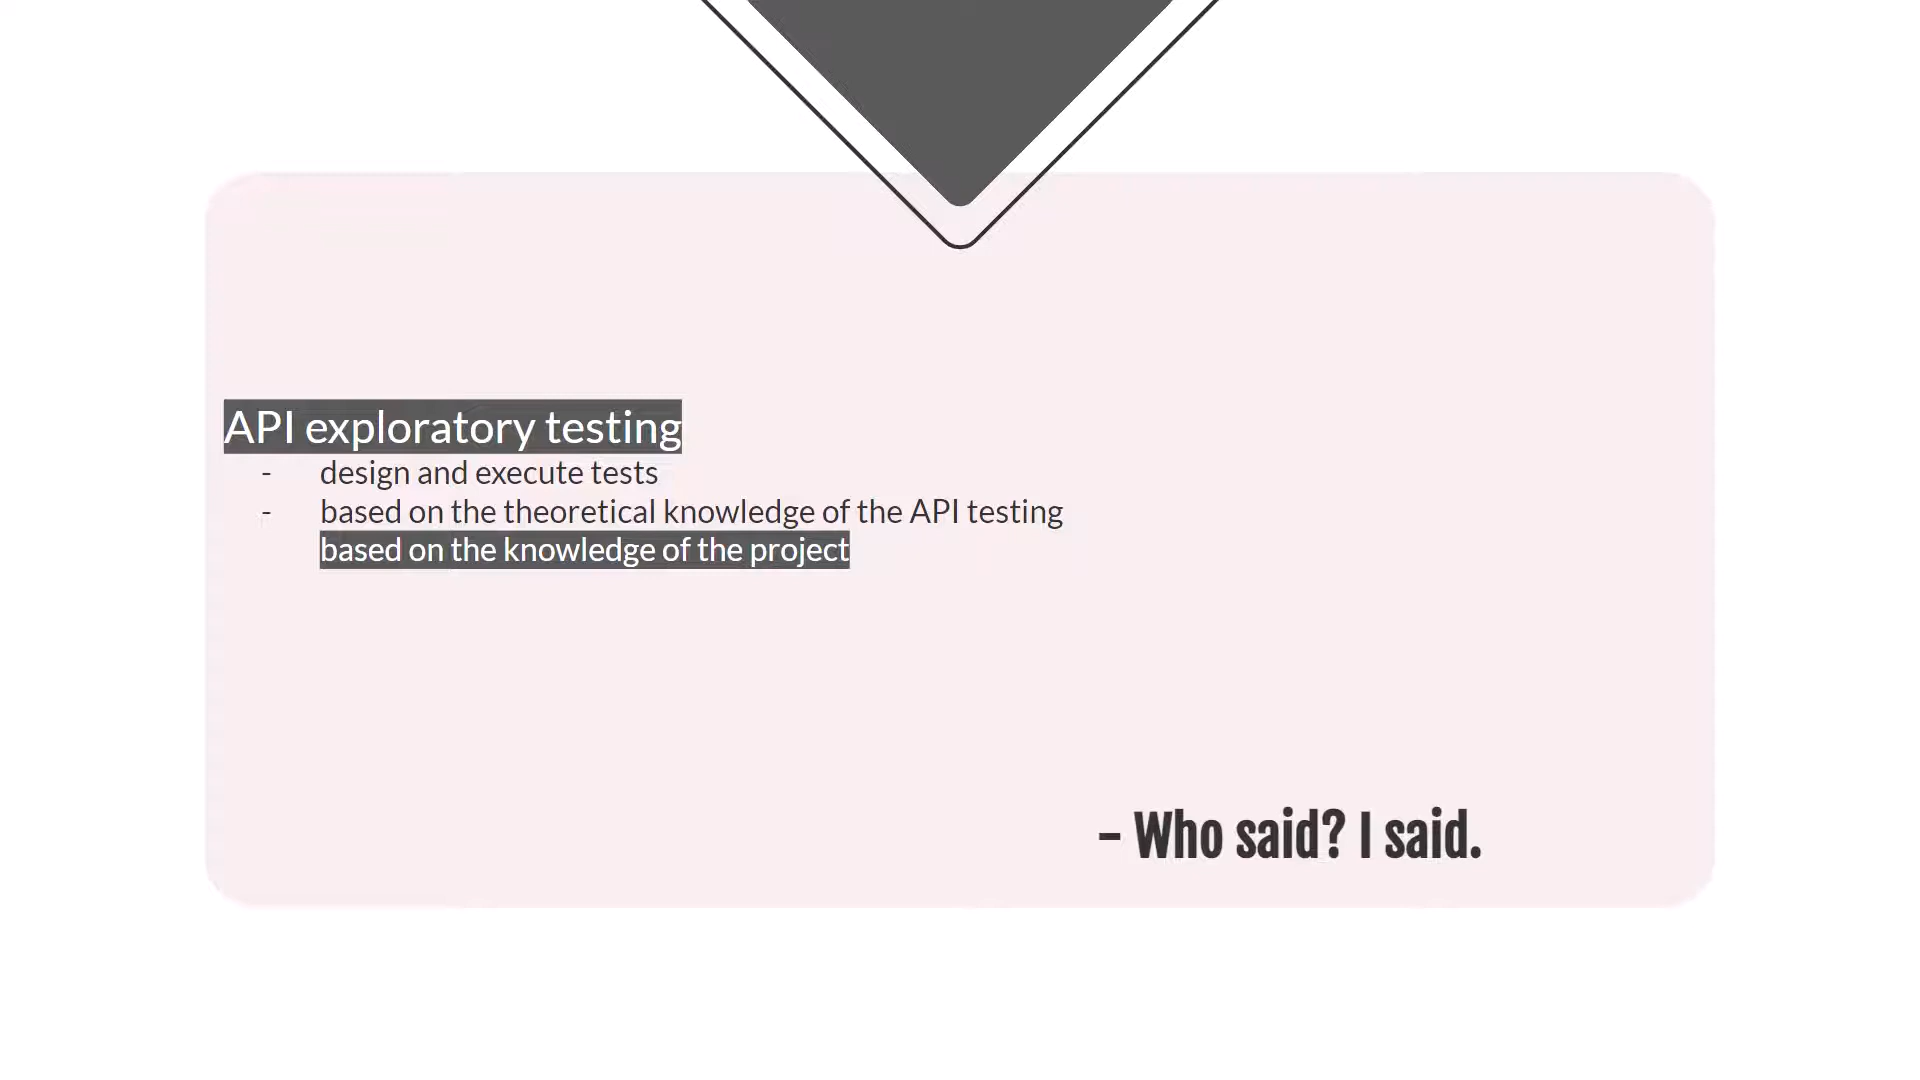 API exploratory testing
- design and execute tests
- based on the theoretical knowledge of the API testing
based on the knowledge of the project
– Who said? I said.